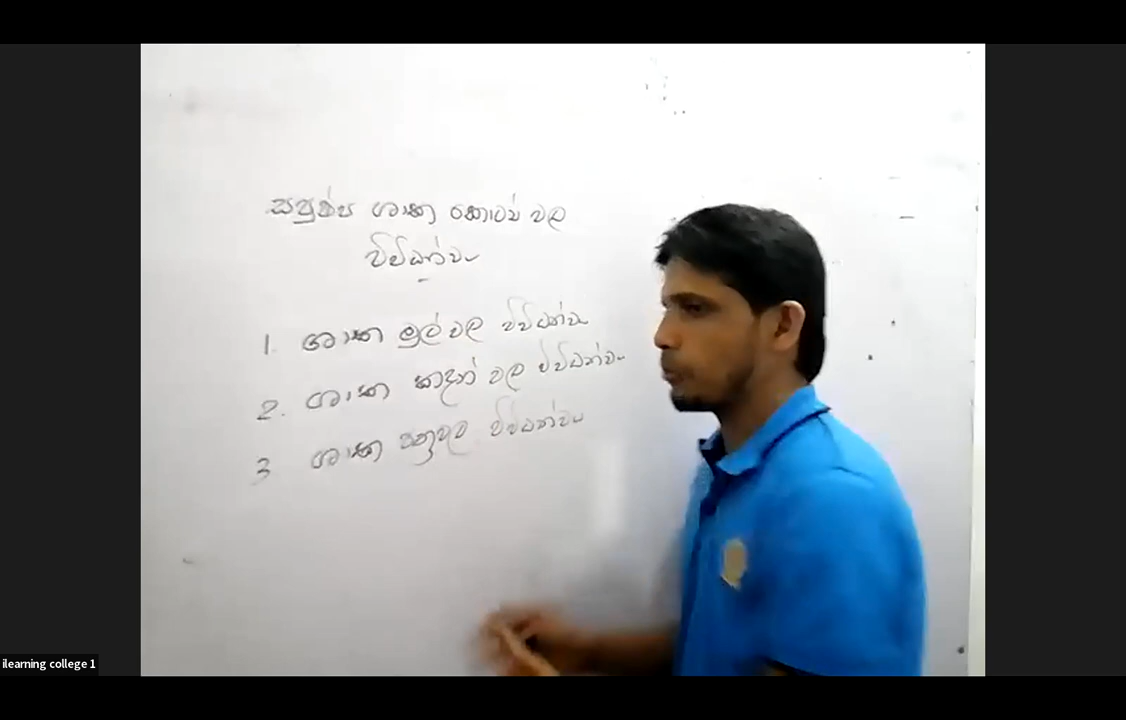 සපුෂ්ප ශාක කොටස් වල
විවිධත්වය
1. ශාක මුල් වල විවිධත්වය
2. ශාක කඳන් වල විවිධත්වය
3 ශාක පත්‍රවල විවිධත්වය
ilearning college 1